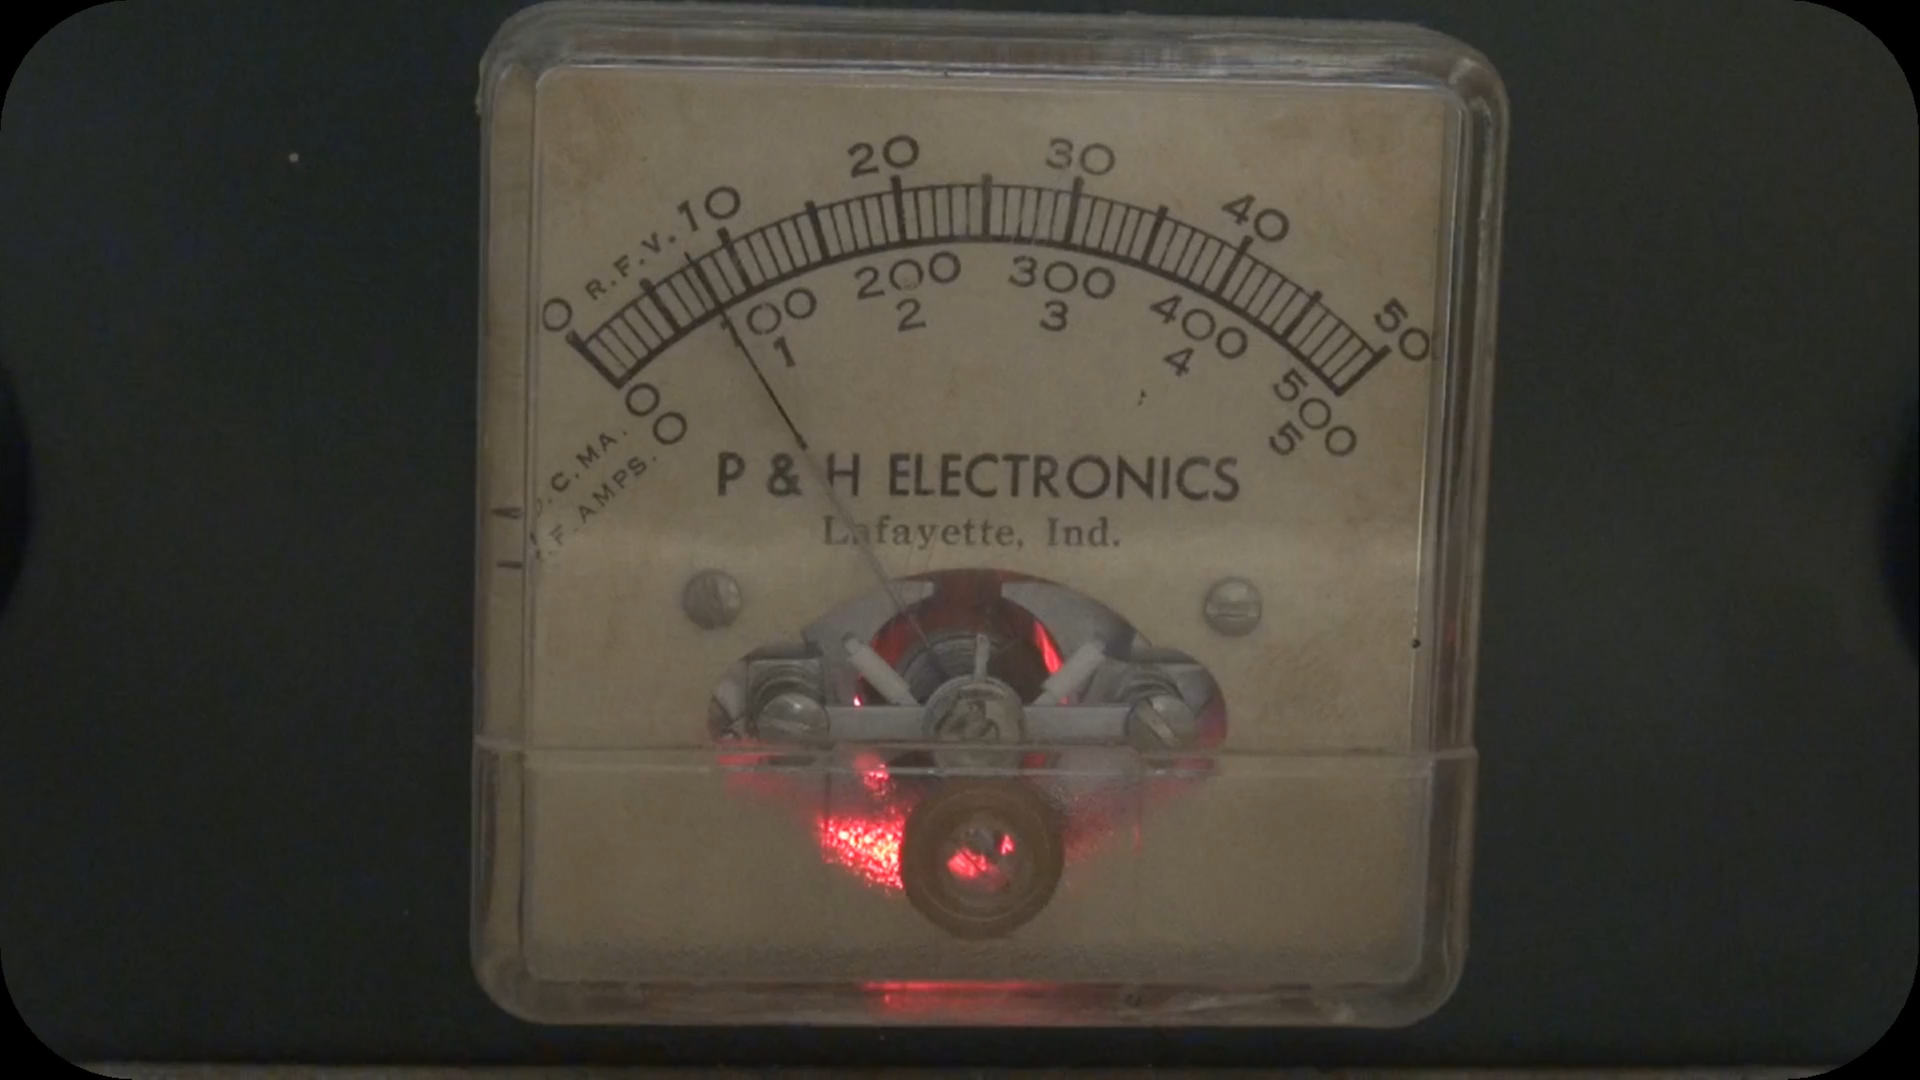 0 R.F.V. 10 20 30 40 50
0 100 200 300 400 500
0 1 2 3 4 5
D.C.MA.
R.F.AMPS.
P & H ELECTRONICS
Lafayette, Ind.